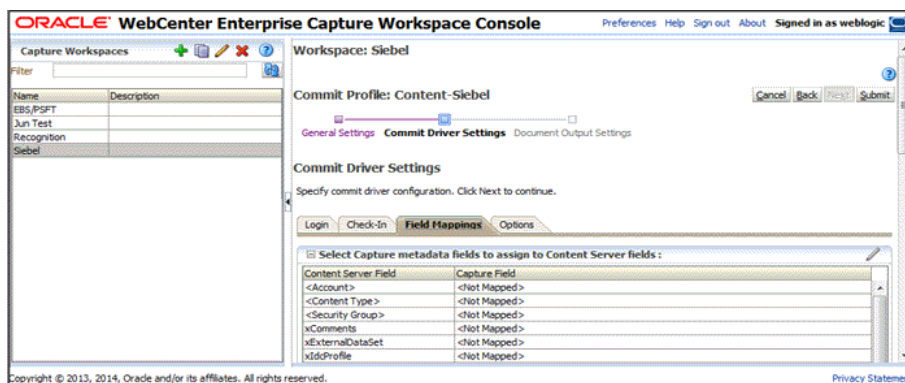 ORACLE® WebCenter Enterprise Capture Workspace Console
Preferences Help Sign out About Signed in as weblogic
Capture Workspaces
Filter
Name Description
EBS/PSFT
Jun Test
Recognition
Siebel
Workspace: Siebel
Commit Profile: Content-Siebel
Cancel Back Next Submit
General Settings Commit Driver Settings Document Output Settings
Commit Driver Settings
Specify commit driver configuration. Click Next to continue.
Login Check-In Field Mappings Options
Select Capture metadata fields to assign to Content Server fields :
Content Server Field Capture Field
<Account> <Not Mapped>
<Content Type> <Not Mapped>
<Security Group> <Not Mapped>
xComments <Not Mapped>
xExternalDataSet <Not Mapped>
xIdcProfile <Not Mapped>
Copyright © 2013, 2014, Oracle and/or its affiliates. All rights reserved.
Privacy Stateme